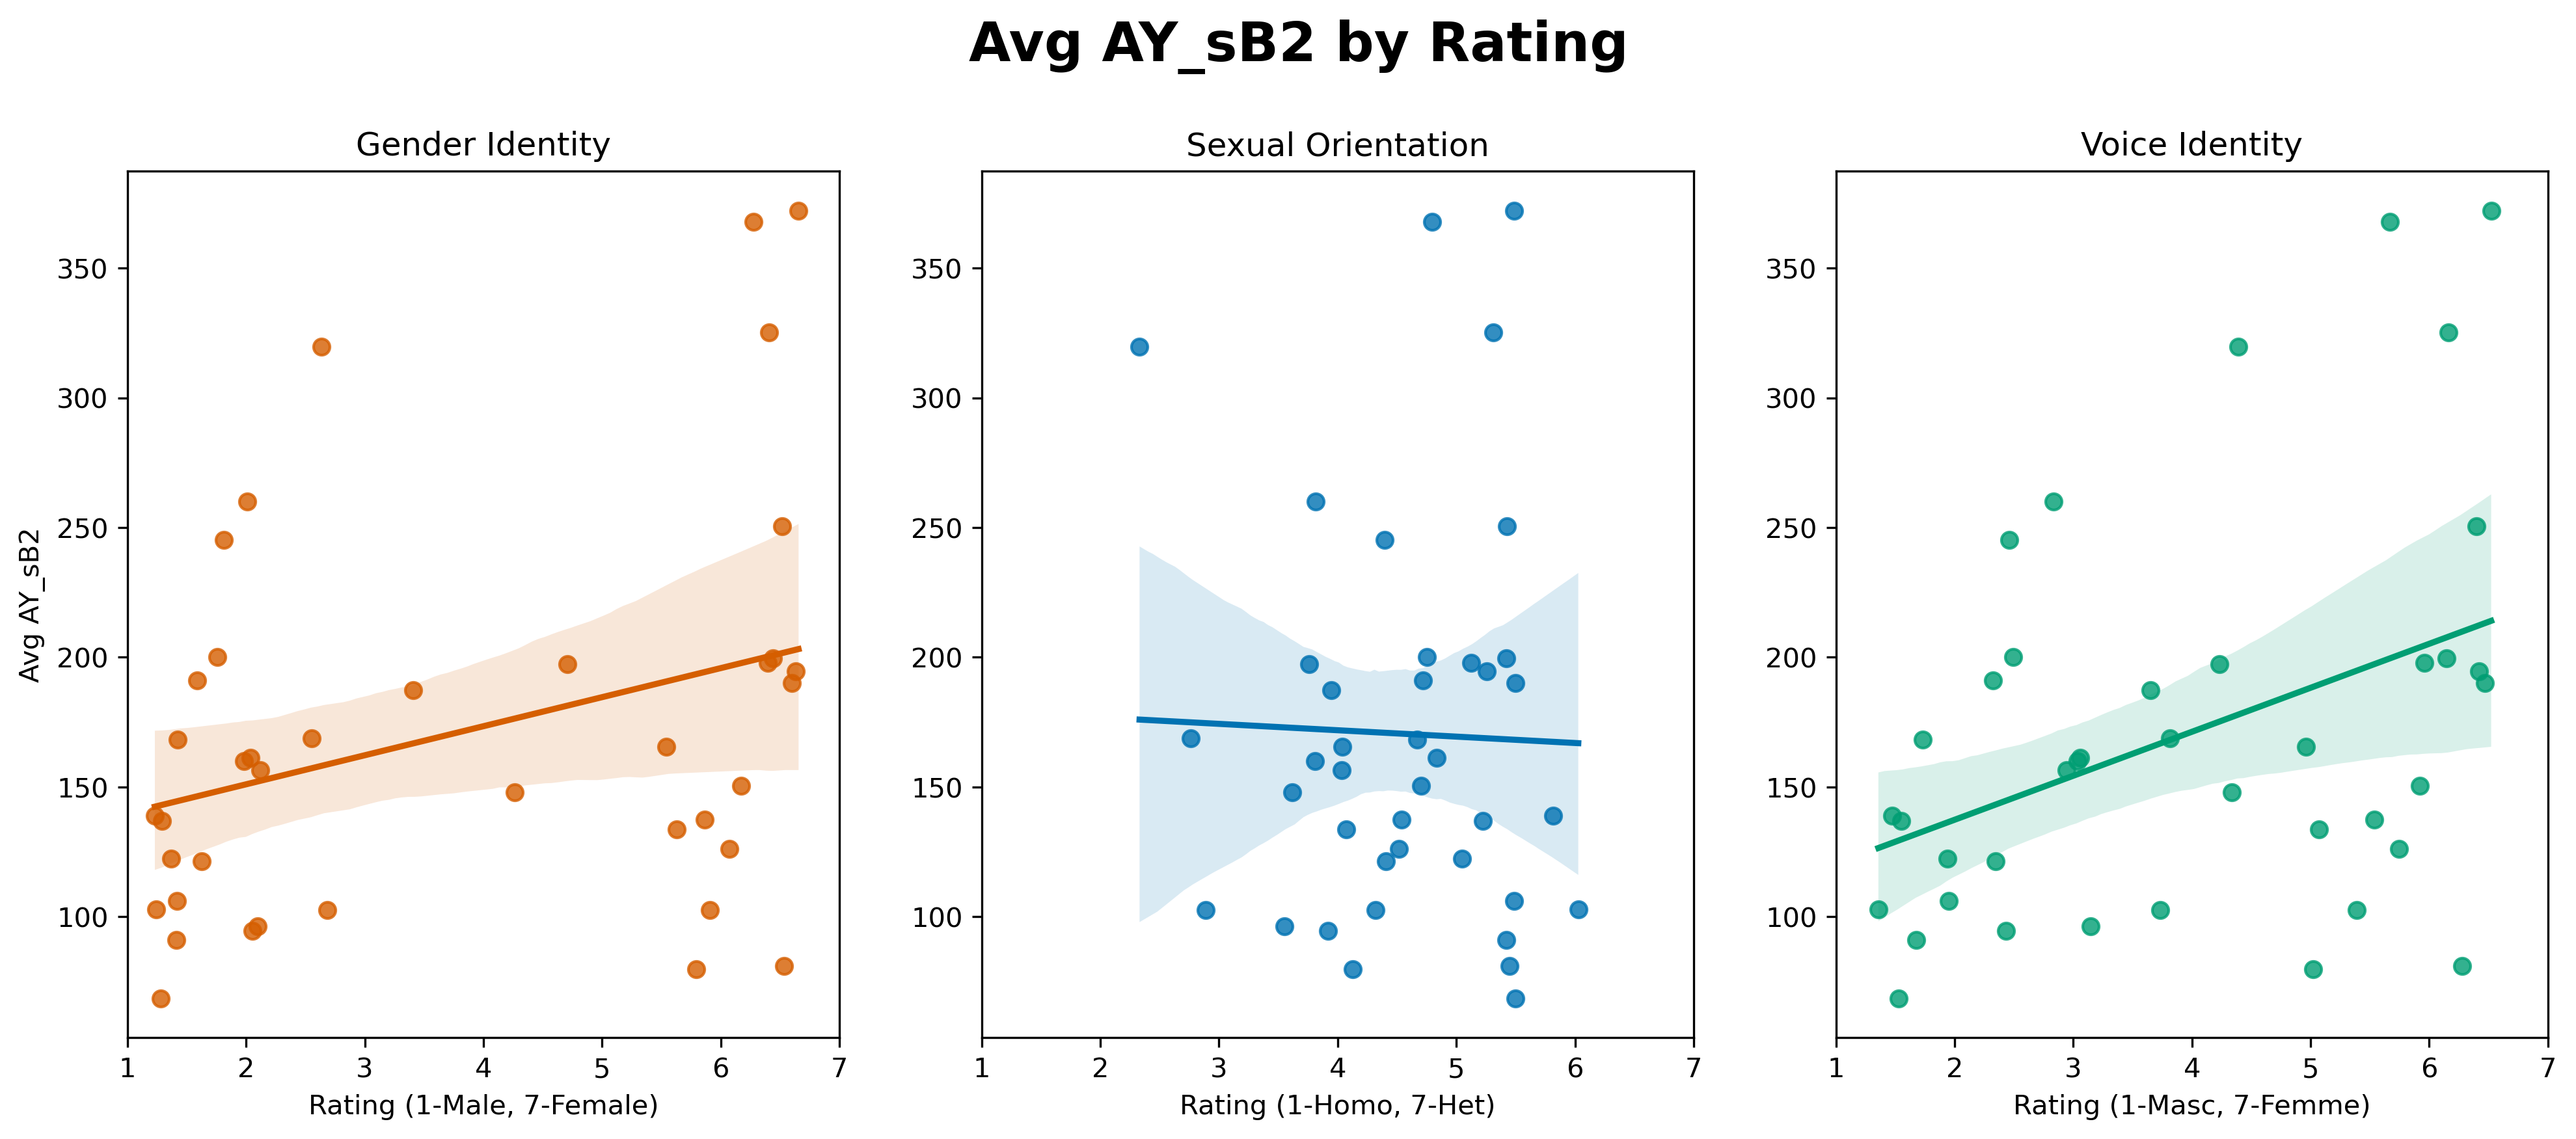 Avg AY_sB2 by Rating
Gender Identity
Avg AY_sB2
350
300
250
200
150
100
1 2 3 4 5 6 7
Rating (1-Male, 7-Female)
Sexual Orientation
350
300
250
200
150
100
1 2 3 4 5 6 7
Rating (1-Homo, 7-Het)
Voice Identity
350
300
250
200
150
100
1 2 3 4 5 6 7
Rating (1-Masc, 7-Femme)